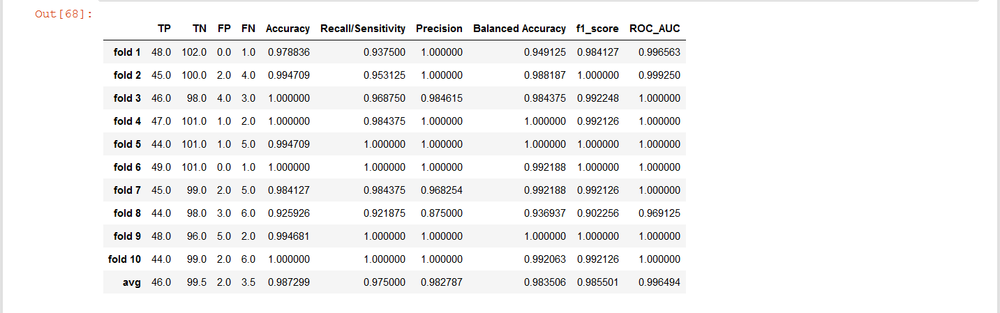 Out[68]:
TP TN FP FN Accuracy Recall/Sensitivity Precision Balanced Accuracy f1_score ROC_AUC
fold 1 48.0 102.0 0.0 1.0 0.978836 0.937500 1.000000 0.949125 0.984127 0.996563
fold 2 45.0 100.0 2.0 4.0 0.994709 0.953125 1.000000 0.988187 1.000000 0.999250
fold 3 46.0 98.0 4.0 3.0 1.000000 0.968750 0.984615 0.984375 0.992248 1.000000
fold 4 47.0 101.0 1.0 2.0 1.000000 0.984375 1.000000 1.000000 0.992126 1.000000
fold 5 44.0 101.0 1.0 5.0 0.994709 1.000000 1.000000 1.000000 1.000000 1.000000
fold 6 49.0 101.0 0.0 1.0 1.000000 1.000000 1.000000 0.992188 1.000000 1.000000
fold 7 45.0 99.0 2.0 5.0 0.984127 0.984375 0.968254 0.992188 0.992126 1.000000
fold 8 44.0 98.0 3.0 6.0 0.925926 0.921875 0.875000 0.936937 0.902256 0.969125
fold 9 48.0 96.0 5.0 2.0 0.994681 1.000000 1.000000 1.000000 1.000000 1.000000
fold 10 44.0 99.0 2.0 6.0 1.000000 1.000000 1.000000 0.992063 0.992126 1.000000
avg 46.0 99.5 2.0 3.5 0.987299 0.975000 0.982787 0.983506 0.985501 0.996494